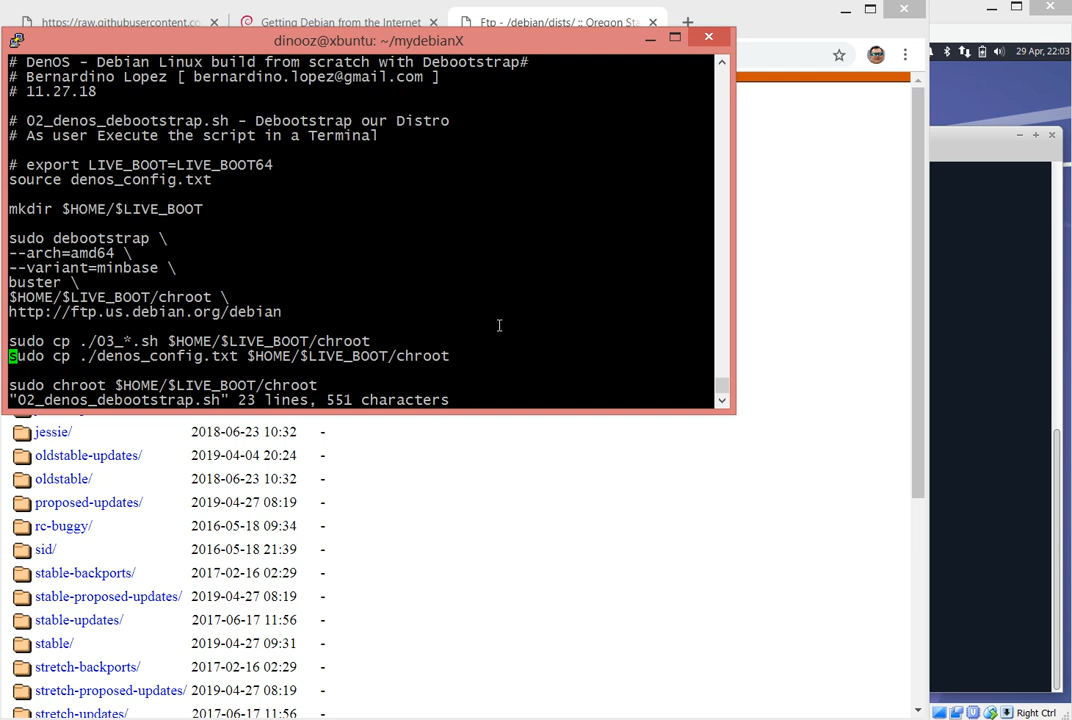 https://raw.githubusercontent.co
Getting Debian from the Internet
Ftp - /debian/dists/ :: Oregon Sta
dinooz@xbuntu: ~/mydebianX
29 Apr, 22:03
# DenOS - Debian Linux build from scratch with Debootstrap#
# Bernardino Lopez [ bernardino.lopez@gmail.com ]
# 11.27.18
# 02_denos_debootstrap.sh - Debootstrap our Distro
# As user Execute the script in a Terminal
# export LIVE_BOOT=LIVE_BOOT64
source denos_config.txt
mkdir $HOME/$LIVE_BOOT
sudo debootstrap \
--arch=amd64 \
--variant=minbase \
buster \
$HOME/$LIVE_BOOT/chroot \
http://ftp.us.debian.org/debian
sudo cp ./03_*.sh $HOME/$LIVE_BOOT/chroot
sudo cp ./denos_config.txt $HOME/$LIVE_BOOT/chroot
sudo chroot $HOME/$LIVE_BOOT/chroot
"02_denos_debootstrap.sh" 23 lines, 551 characters
jessie/ 2018-06-23 10:32 -
oldstable-updates/ 2019-04-04 20:24 -
oldstable/ 2018-06-23 10:32 -
proposed-updates/ 2019-04-27 08:19 -
rc-buggy/ 2016-05-18 09:34 -
sid/ 2016-05-18 21:39 -
stable-backports/ 2017-02-16 02:29 -
stable-proposed-updates/ 2019-04-27 08:19 -
stable-updates/ 2017-06-17 11:56 -
stable/ 2019-04-27 09:31 -
stretch-backports/ 2017-02-16 02:29 -
stretch-proposed-updates/ 2019-04-27 08:19 -
stretch-updates/ 2017-06-17 11:56 -
Right Ctrl